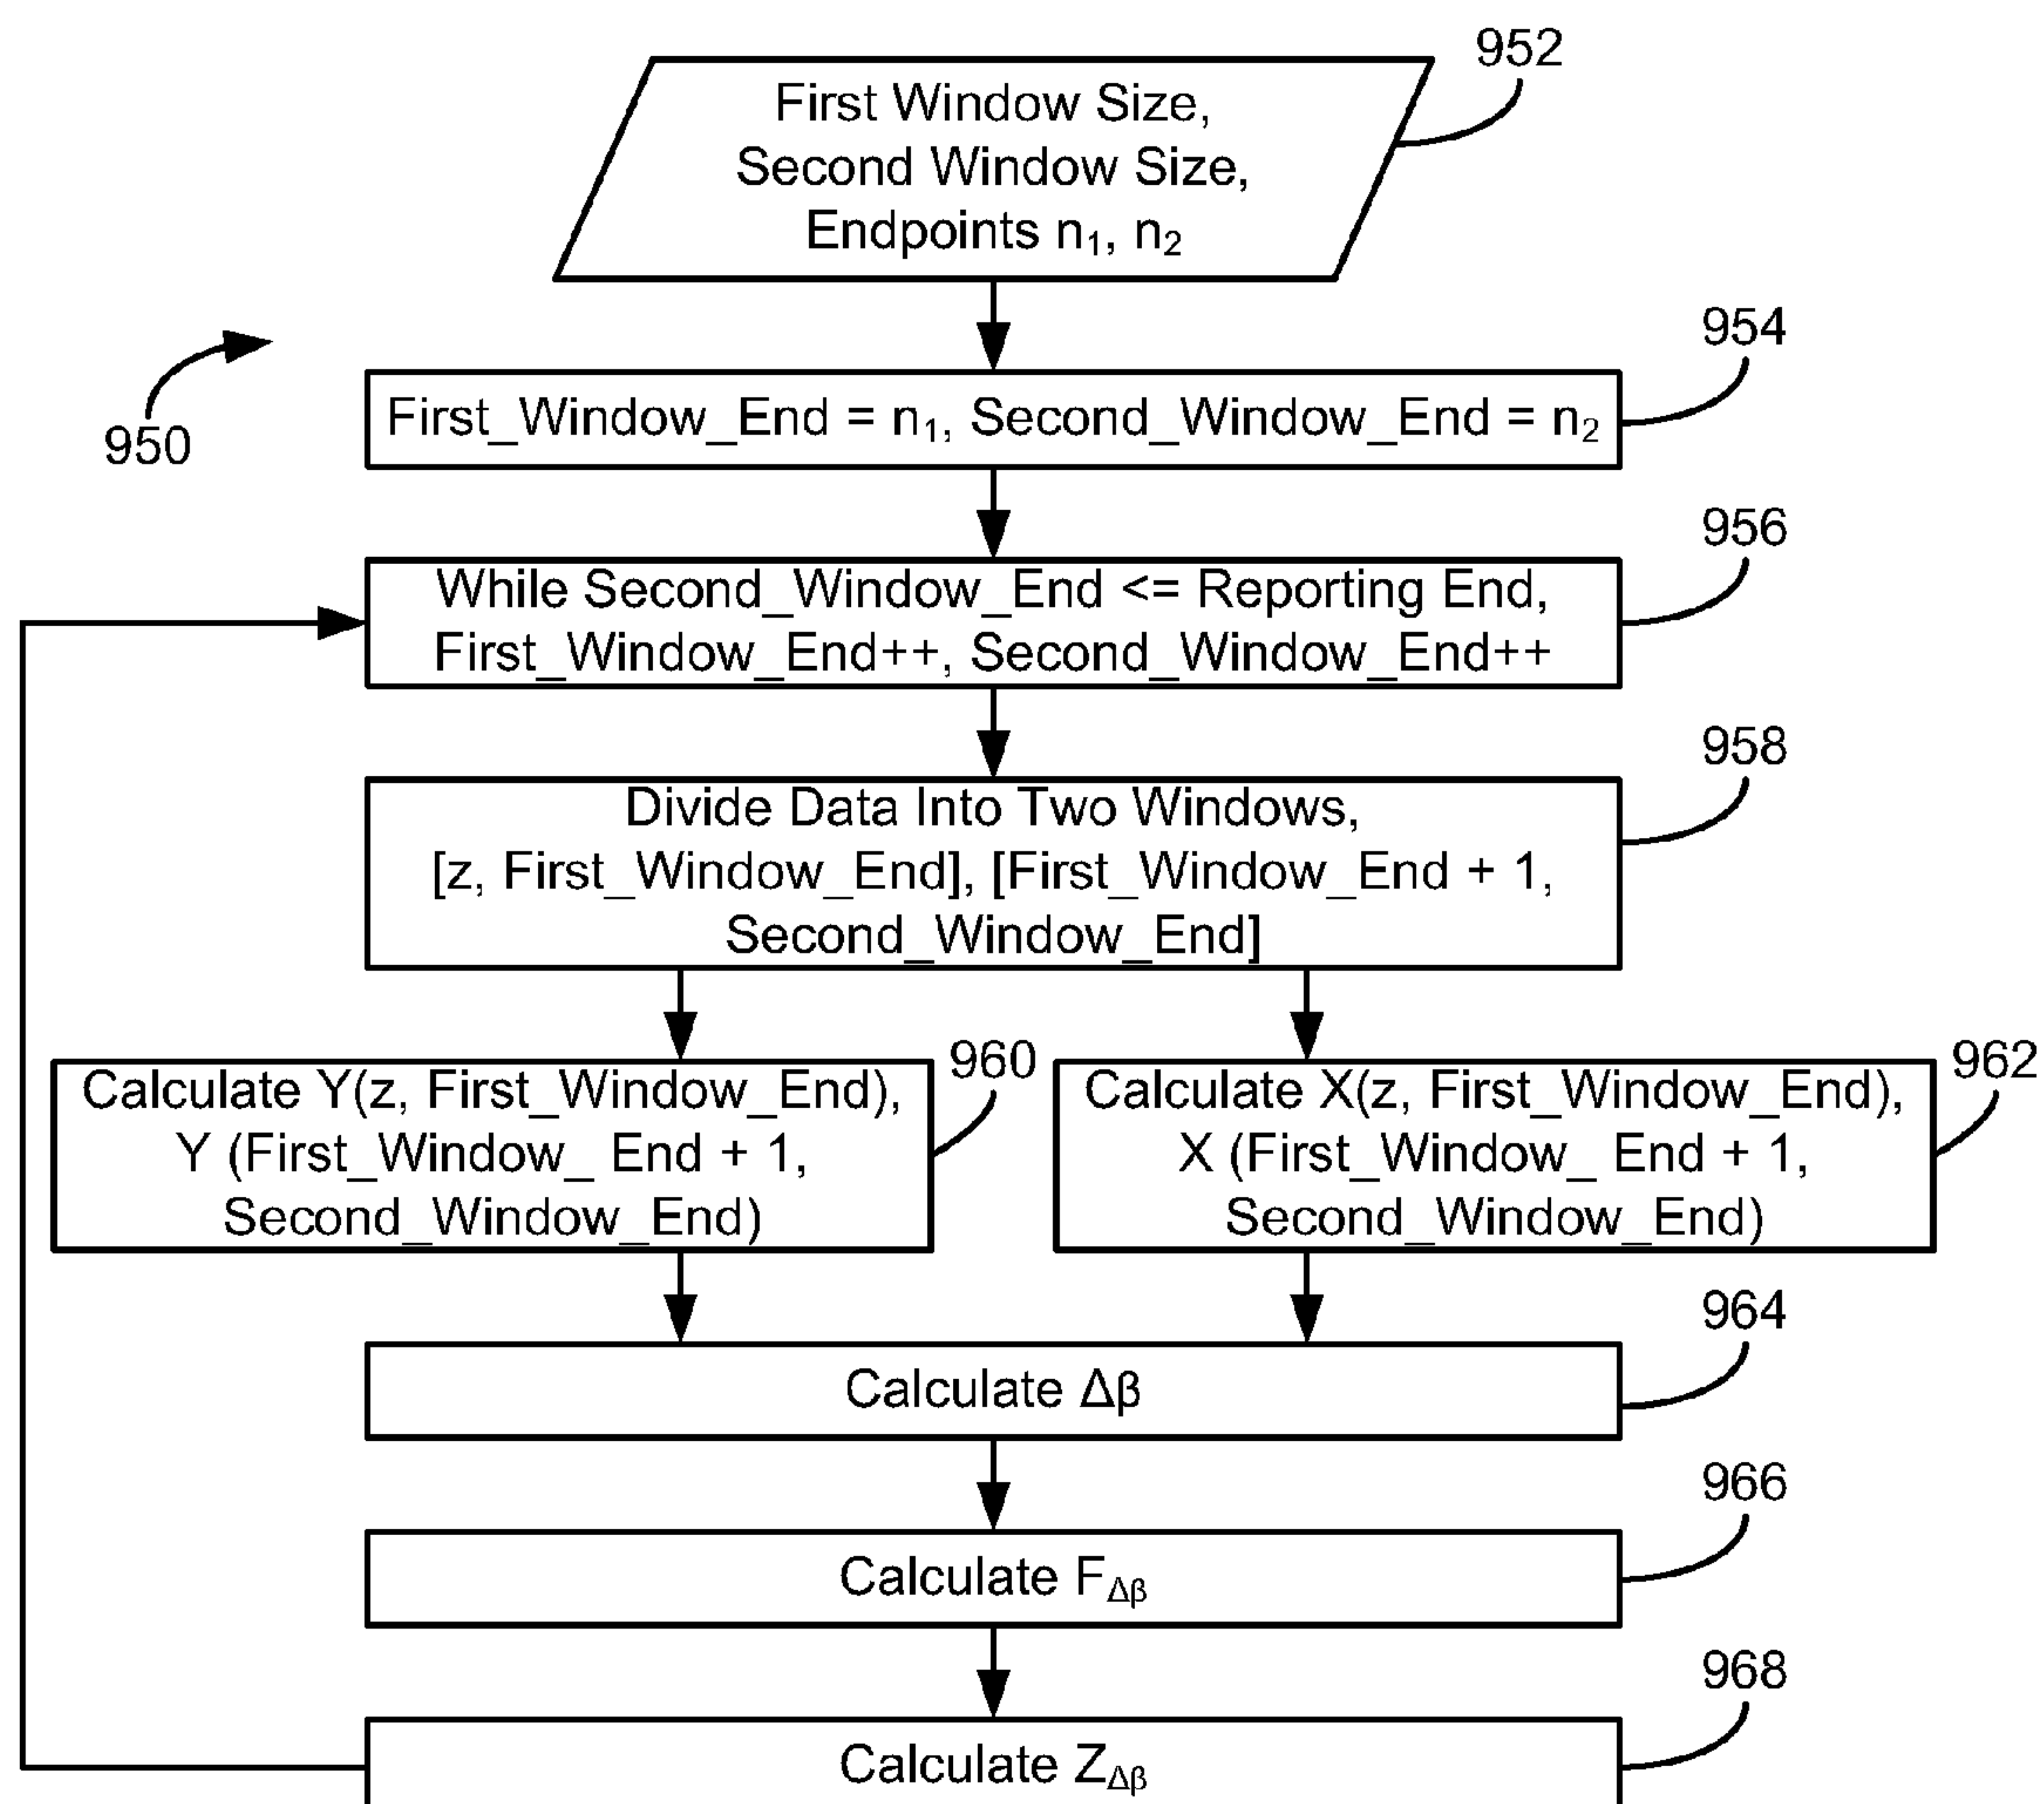 952
First Window Size,
Second Window Size,
Endpoints n₁, n₂
954
First_Window_End = n₁, Second_Window_End = n₂
950
956
While Second_Window_End <= Reporting End,
First_Window_End++, Second_Window_End++
958
Divide Data Into Two Windows,
[z, First_Window_End], [First_Window_End + 1,
Second_Window_End]
960
Calculate Y(z, First_Window_End),
Y (First_Window_ End + 1,
Second_Window_End)
962
Calculate X(z, First_Window_End),
X (First_Window_ End + 1,
Second_Window_End)
964
Calculate Δβ
966
Calculate F_Δβ
968
Calculate Z_Δβ